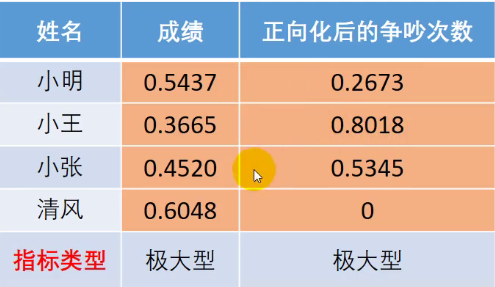 姓名 成绩 正向化后的争吵次数
小明 0.5437 0.2673
小王 0.3665 0.8018
小张 0.4520 0.5345
清风 0.6048 0
指标类型 极大型 极大型